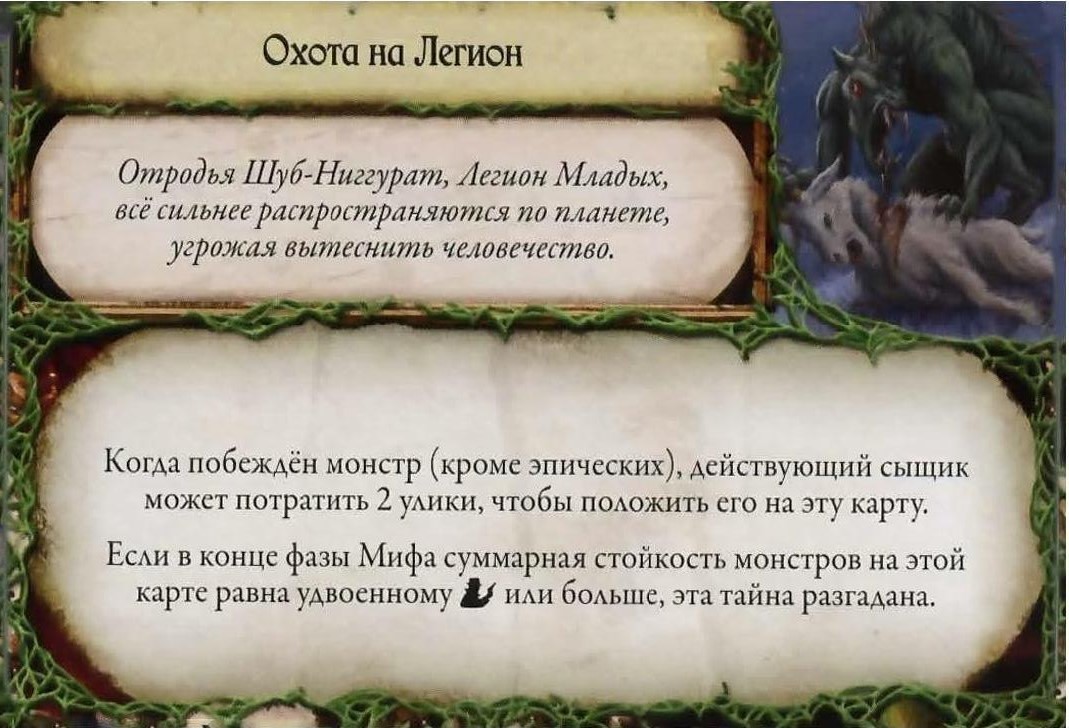 Охота на Легион
Отродья Шуб-Ниггурат, Легион Младых,
всё сильнее распространяются по планете,
угрожая вытеснить человечество.
Когда побеждён монстр (кроме эпических), действующий сыщик
может потратить 2 улики, чтобы положить его на эту карту.
Если в конце фазы Мифа суммарная стойкость монстров на этой
карте равна удвоенному или больше, эта тайна разгадана.